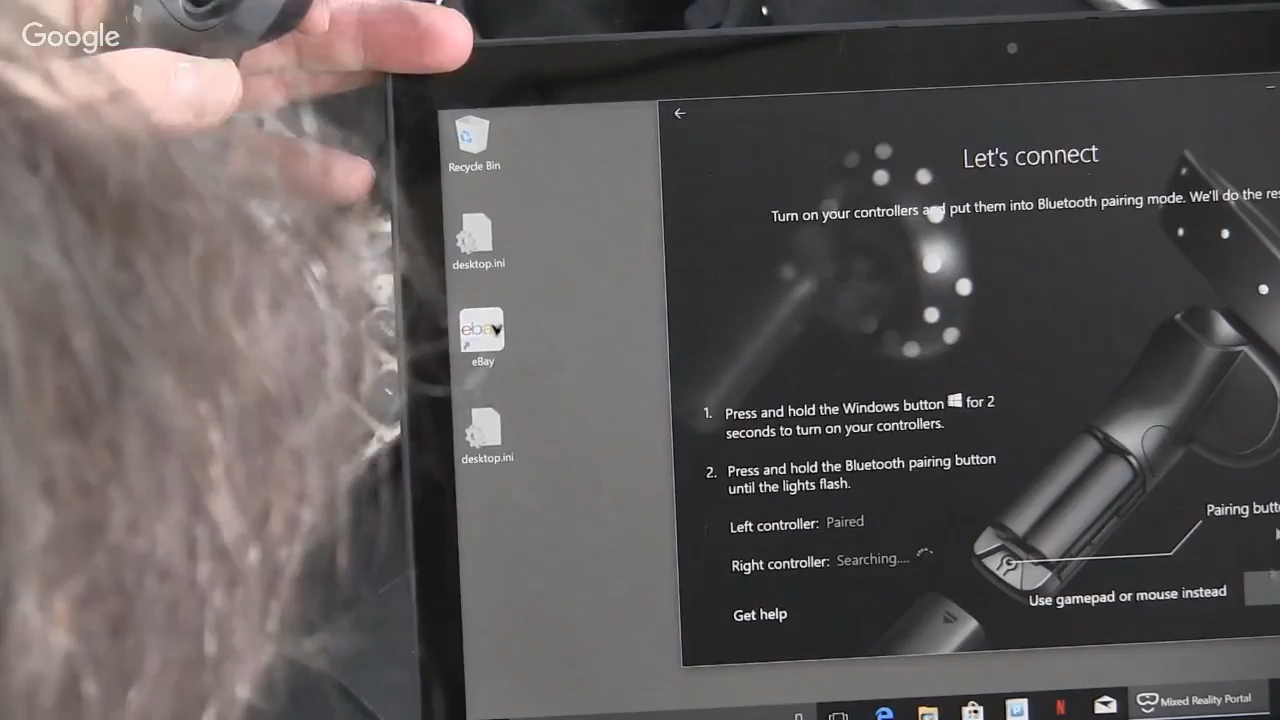 Google
Recycle Bin
desktop.ini
ebay
eBay
desktop.ini
Let's connect
Turn on your controllers and put them into Bluetooth pairing mode. We'll do the
1. Press and hold the Windows button for 2
seconds to turn on your controllers.
2. Press and hold the Bluetooth pairing button
until the lights flash.
Left controller: Paired
Right controller: Searching....
Pairing
Use gamepad or mouse instead
Get help
N
Mixed Reality Portal